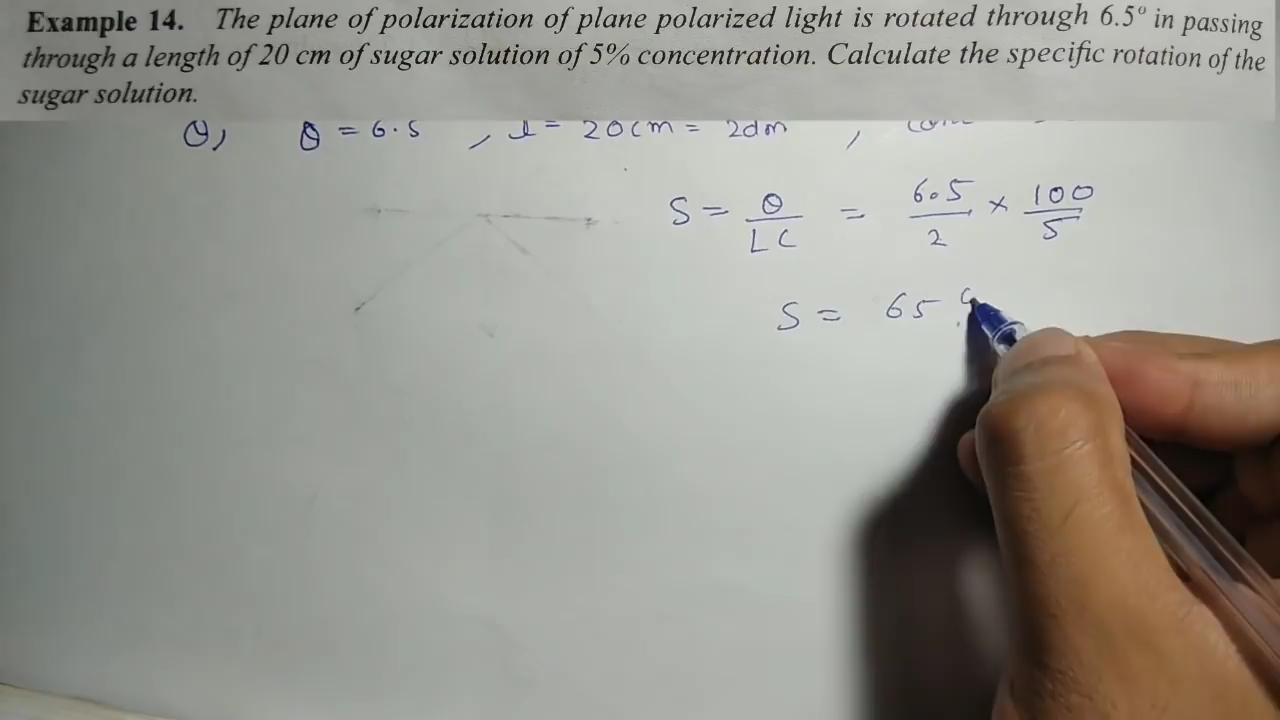 Example 14. The plane of polarization of plane polarized light is rotated through 6.5° in passing
through a length of 20 cm of sugar solution of 5% concentration. Calculate the specific rotation of the
sugar solution.
θ, θ = 6.5 , l = 20cm = 2dm ,
S = θ/LC = 6.5/2 × 100/5
S = 65